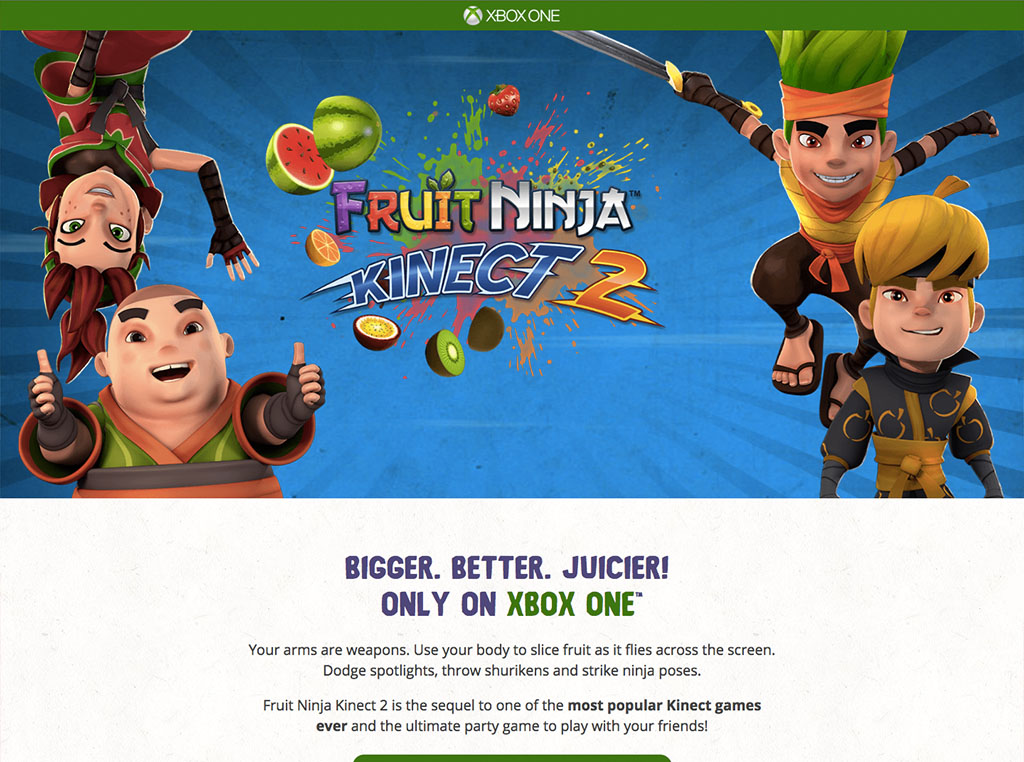 XBOX ONE
FRUIT NINJA™
KINECT 2
BIGGER. BETTER. JUICIER!
ONLY ON XBOX ONE™
Your arms are weapons. Use your body to slice fruit as it flies across the screen.
Dodge spotlights, throw shurikens and strike ninja poses.
Fruit Ninja Kinect 2 is the sequel to one of the most popular Kinect games
ever and the ultimate party game to play with your friends!